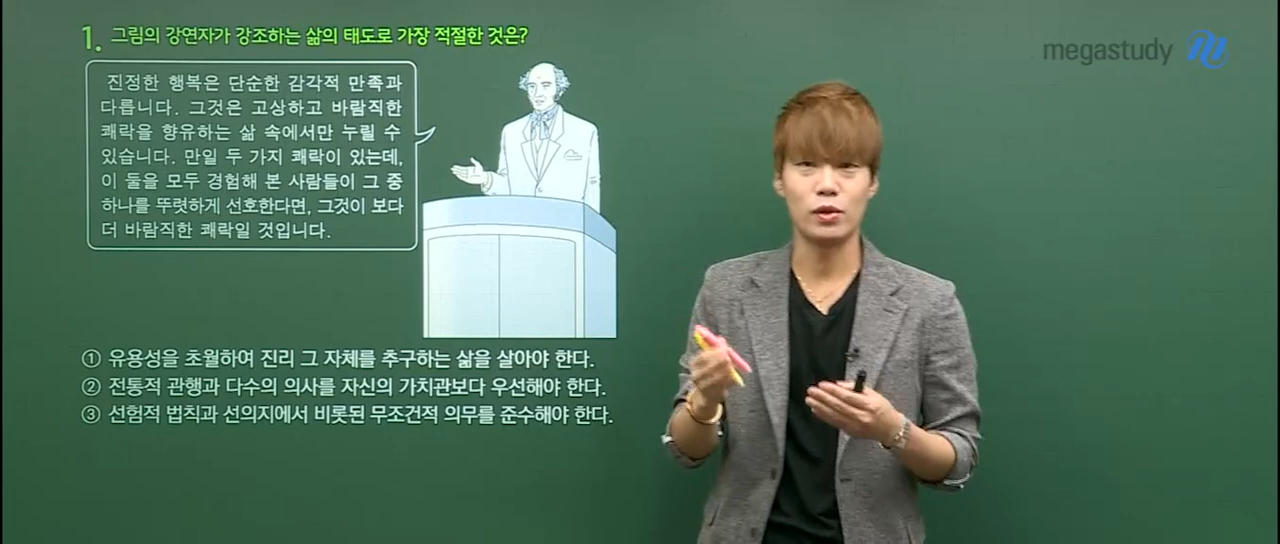 1. 그림의 강연자가 강조하는 삶의 태도로 가장 적절한 것은?
megastudy
진정한 행복은 단순한 감각적 만족과
다릅니다. 그것은 고상하고 바람직한
쾌락을 향유하는 삶 속에서만 누릴 수
있습니다. 만일 두 가지 쾌락이 있는데,
이 둘을 모두 경험해 본 사람들이 그 중
하나를 뚜렷하게 선호한다면, 그것이 보다
더 바람직한 쾌락일 것입니다.
① 유용성을 초월하여 진리 그 자체를 추구하는 삶을 살아야 한다.
② 전통적 관행과 다수의 의사를 자신의 가치관보다 우선해야 한다.
③ 선험적 법칙과 선의지에서 비롯된 무조건적 의무를 준수해야 한다.